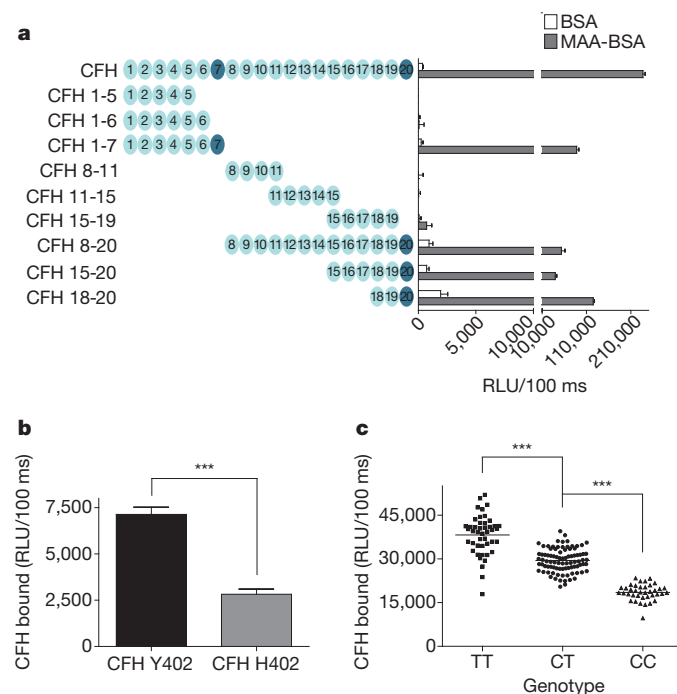 a
BSA
MAA-BSA
CFH 1 2 3 4 5 6 7 8 9 10 11 12 13 14 15 16 17 18 19 20
CFH 1-5 1 2 3 4 5
CFH 1-6 1 2 3 4 5 6
CFH 1-7 1 2 3 4 5 6 7
CFH 8-11 8 9 10 11
CFH 11-15 11 12 13 14 15
CFH 15-19 15 16 17 18 19
CFH 8-20 8 9 10 11 12 13 14 15 16 17 18 19 20
CFH 15-20 15 16 17 18 19 20
CFH 18-20 18 19 20
0 5,000 10,000 10,000 110,000 210,000
RLU/100 ms
b
CFH bound (RLU/100 ms)
***
7,500
5,000
2,500
0
CFH Y402 CFH H402
c
CFH bound (RLU/100 ms)
***
***
45,000
30,000
15,000
0
TT CT CC
Genotype